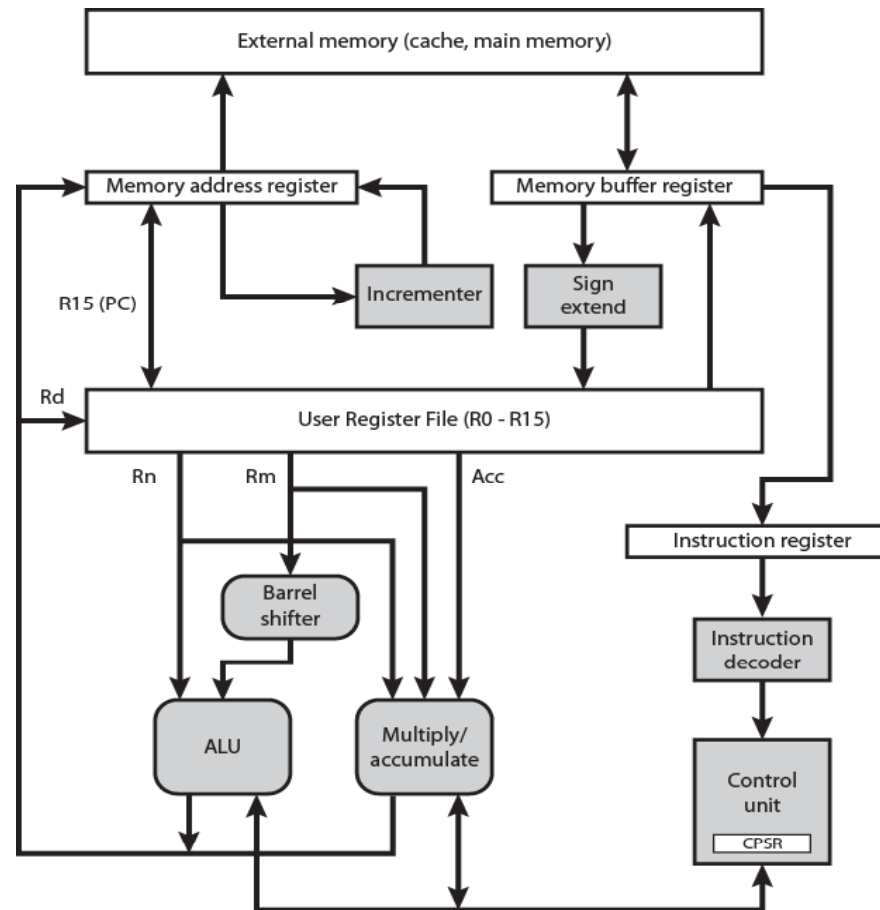 External memory (cache, main memory)
Memory address register
Memory buffer register
Incrementer
Sign
extend
R15 (PC)
Rd
User Register File (R0 - R15)
Rn
Rm
Acc
Instruction register
Barrel
shifter
Instruction
decoder
ALU
Multiply/
accumulate
Control
unit
CPSR